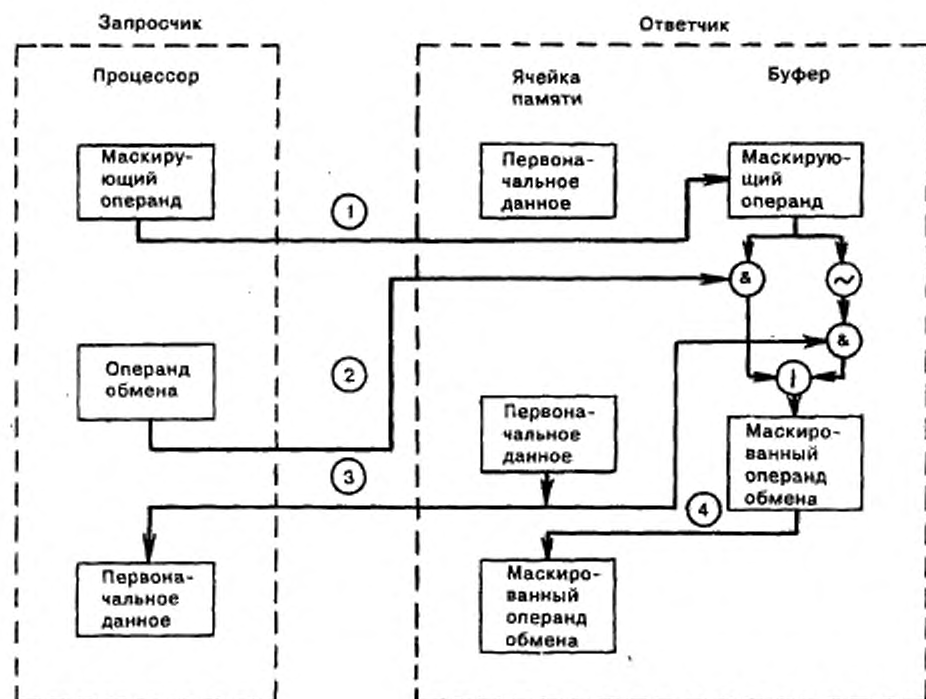 Запросчик
Ответчик
Процессор
Ячейка
памяти
Буфер
Маскиру-
ющий
операнд
Первона-
чальное
данное
Маскирую-
щий
операнд
1
&
~
2
Операнд
обмена
&
|
3
Первона-
чальное
данное
Маскиро-
ванный
операнд
обмена
4
Первона-
чальное
данное
Маскиро-
ванный
операнд
обмена